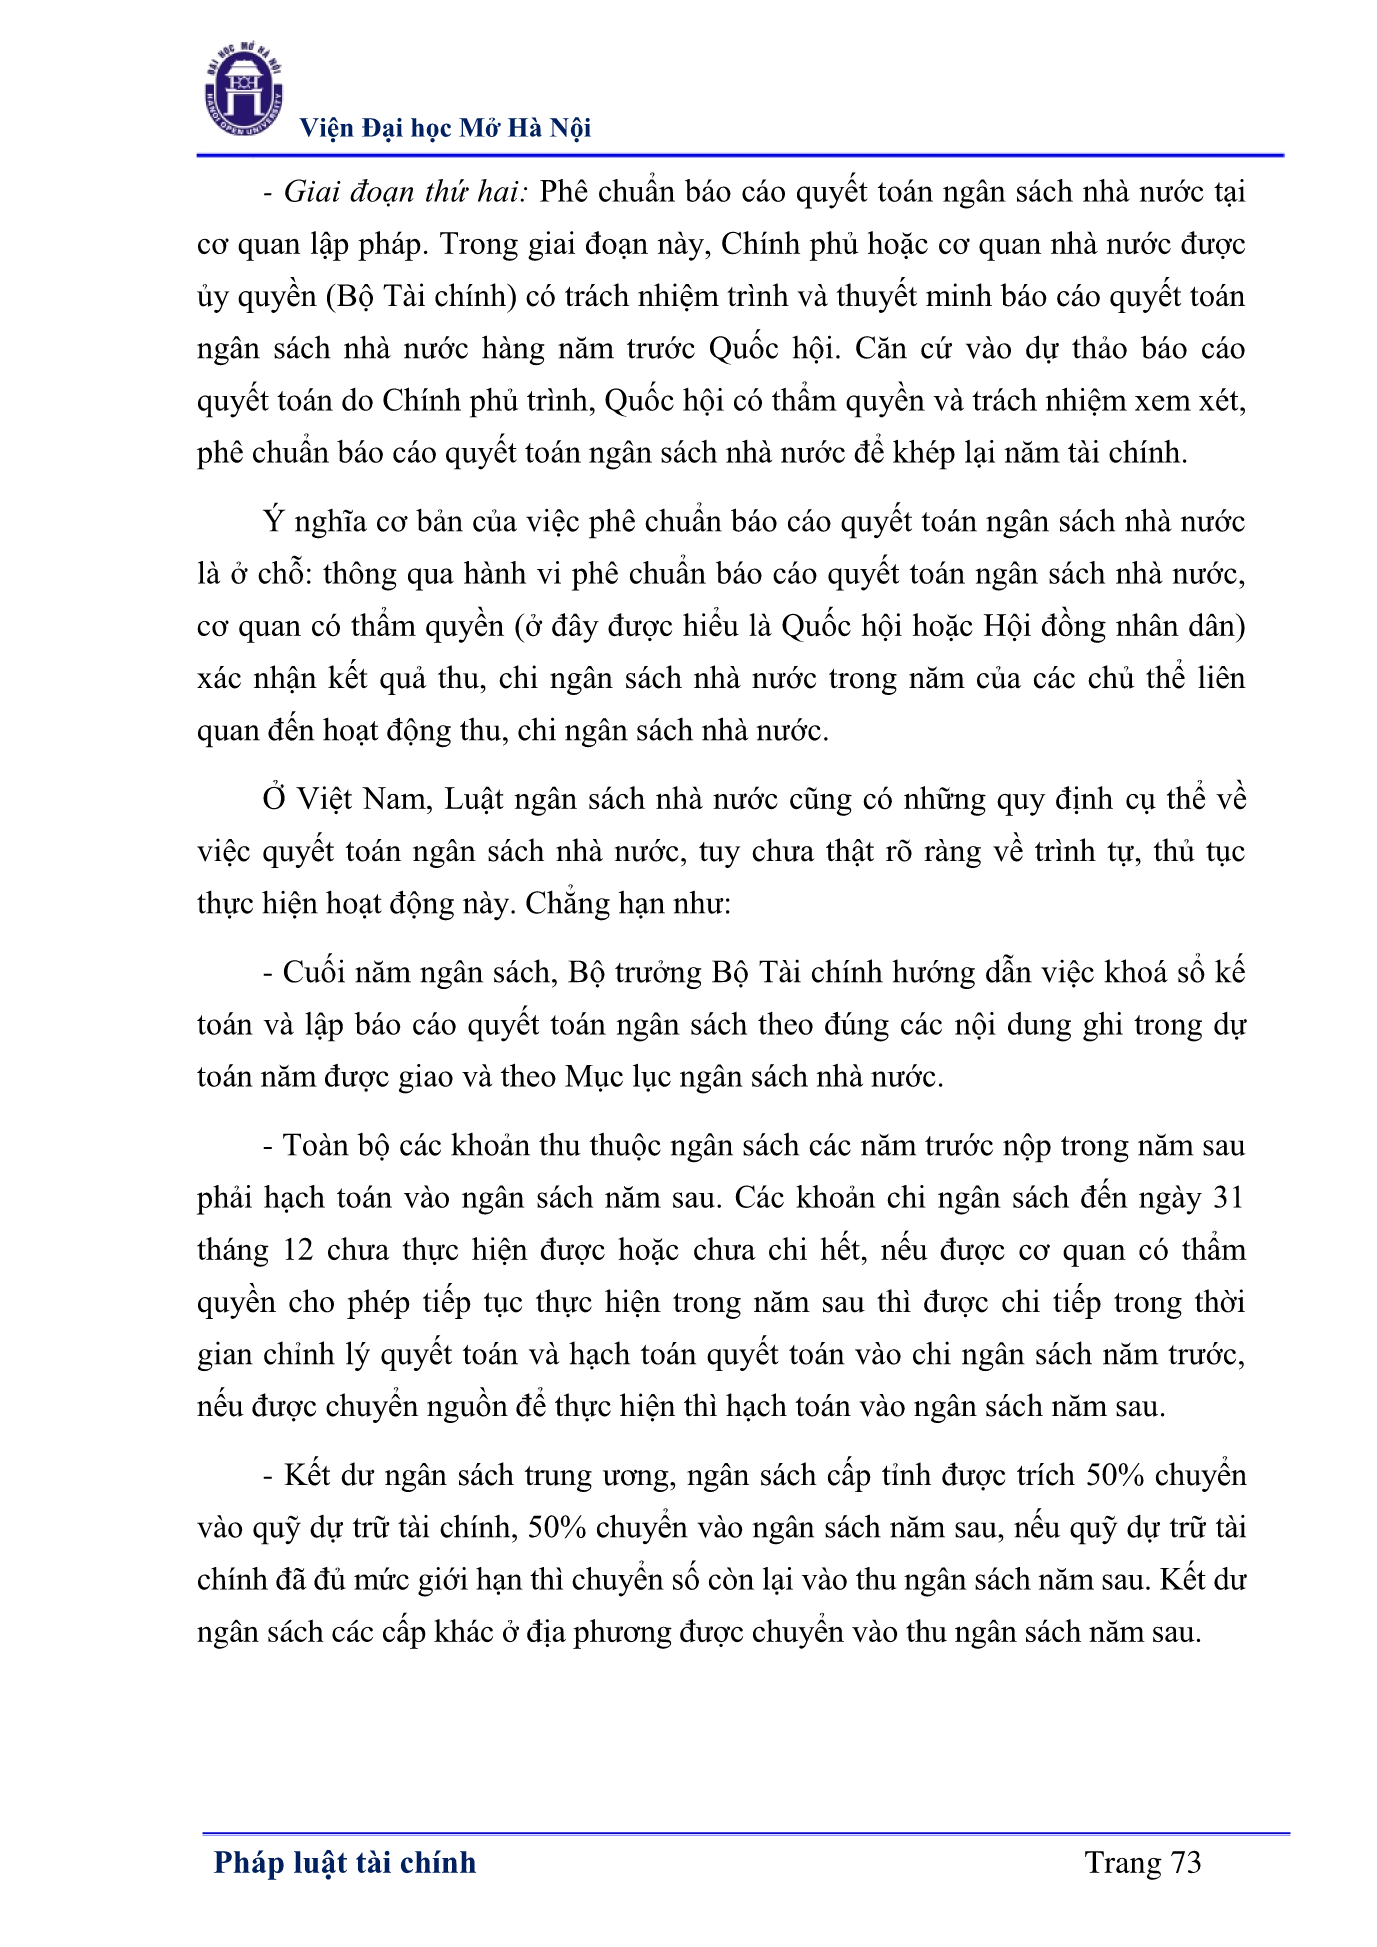 ĐẠI HỌC MỞ HÀ NỘI
HANOI OPEN UNIVERSITY
Viện Đại học Mở Hà Nội
- Giai đoạn thứ hai: Phê chuẩn báo cáo quyết toán ngân sách nhà nước tại
cơ quan lập pháp. Trong giai đoạn này, Chính phủ hoặc cơ quan nhà nước được
ủy quyền (Bộ Tài chính) có trách nhiệm trình và thuyết minh báo cáo quyết toán
ngân sách nhà nước hàng năm trước Quốc hội. Căn cứ vào dự thảo báo cáo
quyết toán do Chính phủ trình, Quốc hội có thẩm quyền và trách nhiệm xem xét,
phê chuẩn báo cáo quyết toán ngân sách nhà nước để khép lại năm tài chính.
Ý nghĩa cơ bản của việc phê chuẩn báo cáo quyết toán ngân sách nhà nước
là ở chỗ: thông qua hành vi phê chuẩn báo cáo quyết toán ngân sách nhà nước,
cơ quan có thẩm quyền (ở đây được hiểu là Quốc hội hoặc Hội đồng nhân dân)
xác nhận kết quả thu, chi ngân sách nhà nước trong năm của các chủ thể liên
quan đến hoạt động thu, chi ngân sách nhà nước.
Ở Việt Nam, Luật ngân sách nhà nước cũng có những quy định cụ thể về
việc quyết toán ngân sách nhà nước, tuy chưa thật rõ ràng về trình tự, thủ tục
thực hiện hoạt động này. Chẳng hạn như:
- Cuối năm ngân sách, Bộ trưởng Bộ Tài chính hướng dẫn việc khoá sổ kế
toán và lập báo cáo quyết toán ngân sách theo đúng các nội dung ghi trong dự
toán năm được giao và theo Mục lục ngân sách nhà nước.
- Toàn bộ các khoản thu thuộc ngân sách các năm trước nộp trong năm sau
phải hạch toán vào ngân sách năm sau. Các khoản chi ngân sách đến ngày 31
tháng 12 chưa thực hiện được hoặc chưa chi hết, nếu được cơ quan có thẩm
quyền cho phép tiếp tục thực hiện trong năm sau thì được chi tiếp trong thời
gian chỉnh lý quyết toán và hạch toán quyết toán vào chi ngân sách năm trước,
nếu được chuyển nguồn để thực hiện thì hạch toán vào ngân sách năm sau.
- Kết dư ngân sách trung ương, ngân sách cấp tỉnh được trích 50% chuyển
vào quỹ dự trữ tài chính, 50% chuyển vào ngân sách năm sau, nếu quỹ dự trữ tài
chính đã đủ mức giới hạn thì chuyển số còn lại vào thu ngân sách năm sau. Kết dư
ngân sách các cấp khác ở địa phương được chuyển vào thu ngân sách năm sau.
Pháp luật tài chính
Trang 73